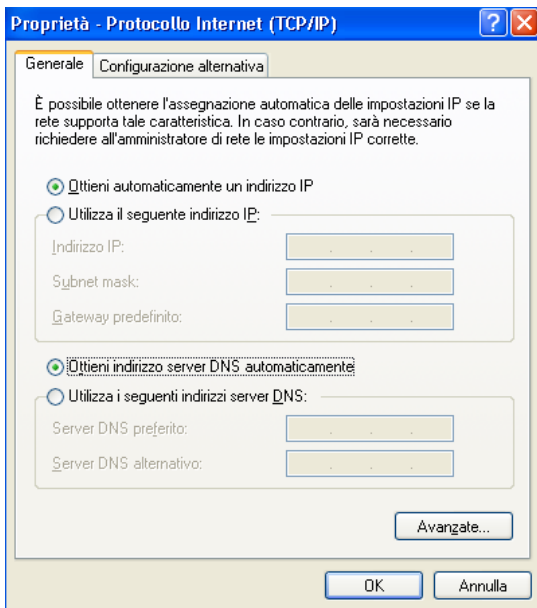 Proprietà - Protocollo Internet (TCP/IP)
Generale
Configurazione alternativa
È possibile ottenere l'assegnazione automatica delle impostazioni IP se la
rete supporta tale caratteristica. In caso contrario, sarà necessario
richiedere all'amministratore di rete le impostazioni IP corrette.
Ottieni automaticamente un indirizzo IP
Utilizza il seguente indirizzo IP:
Indirizzo IP:
Subnet mask:
Gateway predefinito:
Ottieni indirizzo server DNS automaticamente
Utilizza i seguenti indirizzi server DNS:
Server DNS preferito:
Server DNS alternativo:
Avanzate...
OK
Annulla